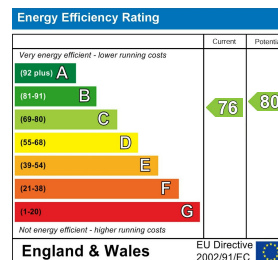 Energy Efficiency Rating
Current Potentia
Very energy efficient - lower running costs
(92 plus) A
(81-91) B
(69-80) C
76 80
(55-68) D
(39-54) E
(21-38) F
(1-20) G
Not energy efficient - higher running costs
England & Wales
EU Directive
2002/91/EC